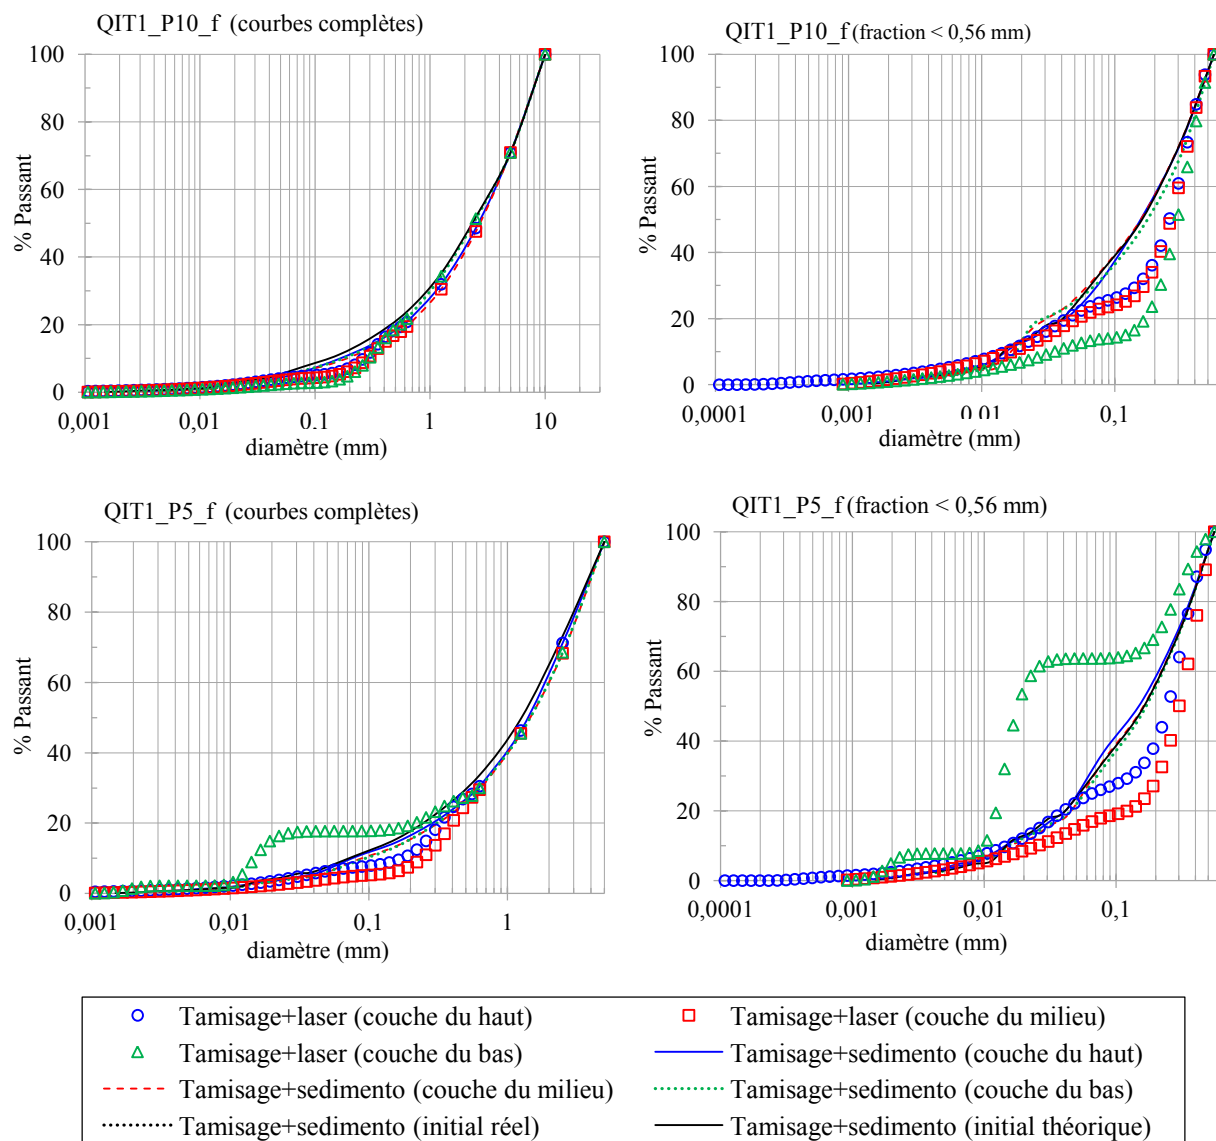 QIT1_P10_f (courbes complètes)
% Passant
100
80
60
40
20
0
0,001
0,01
0,1
1
10
diamètre (mm)
QIT1_P10_f (fraction < 0,56 mm)
% Passant
100
80
60
40
20
0
0,0001
0,001
0,01
0,1
diamètre (mm)
QIT1_P5_f (courbes complètes)
% Passant
100
80
60
40
20
0
0,001
0,01
0,1
1
diamètre (mm)
QIT1_P5_f (fraction < 0,56 mm)
% Passant
100
80
60
40
20
0
0,0001
0,001
0,01
0,1
diamètre (mm)
Tamisage+laser (couche du haut)
Tamisage+laser (couche du milieu)
Tamisage+laser (couche du bas)
Tamisage+sedimento (couche du haut)
Tamisage+sedimento (couche du milieu)
Tamisage+sedimento (couche du bas)
Tamisage+sedimento (initial réel)
Tamisage+sedimento (initial théorique)